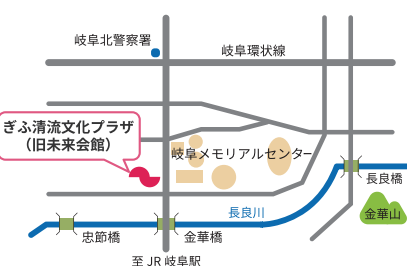 岐阜北警察署
岐阜環状線
ぎふ清流文化プラザ
（旧未来会館）
岐阜メモリアルセンター
長良橋
長良川
金華山
忠節橋
金華橋
至 JR 岐阜駅